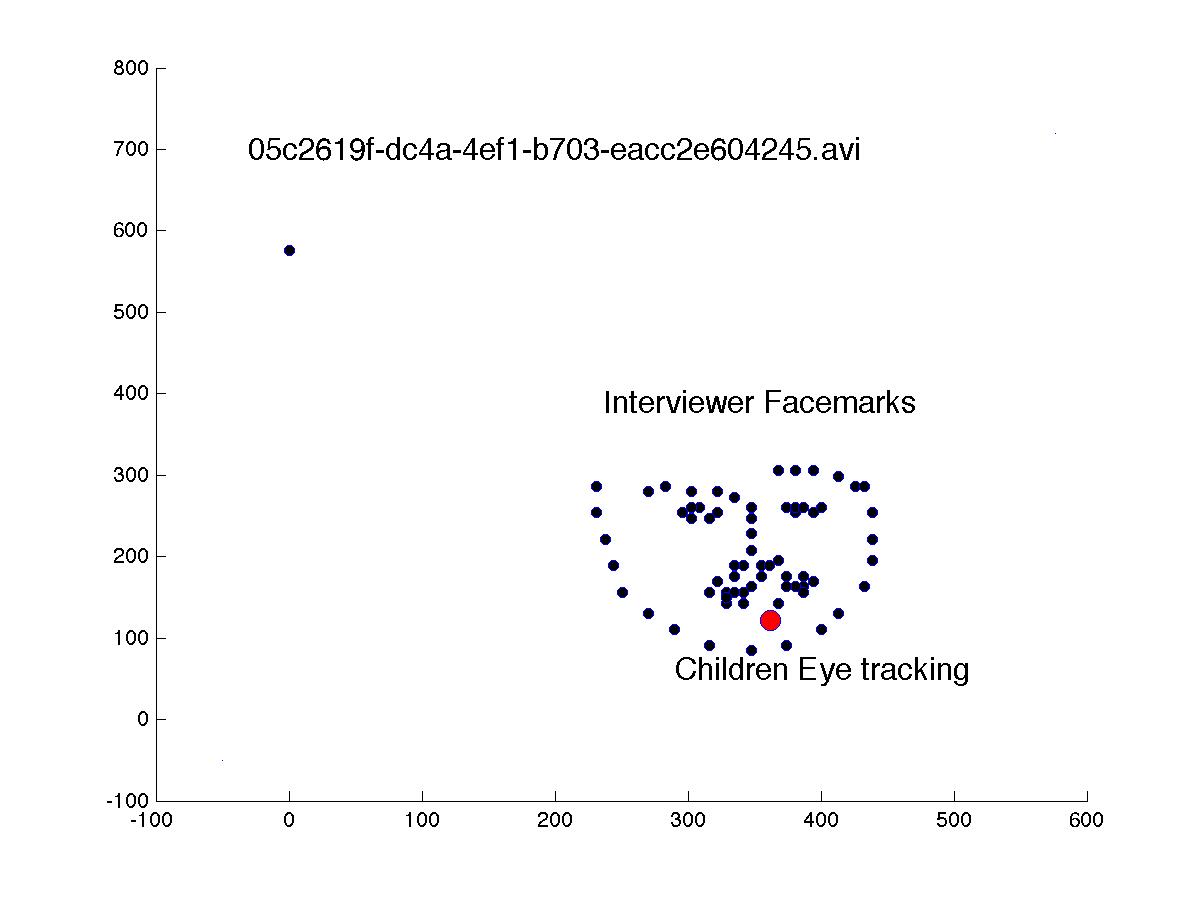 800
700
05c2619f-dc4a-4ef1-b703-eacc2e604245.avi
600
500
400
Interviewer Facemarks
300
200
100
Children Eye tracking
0
-100
-100 0 100 200 300 400 500 600